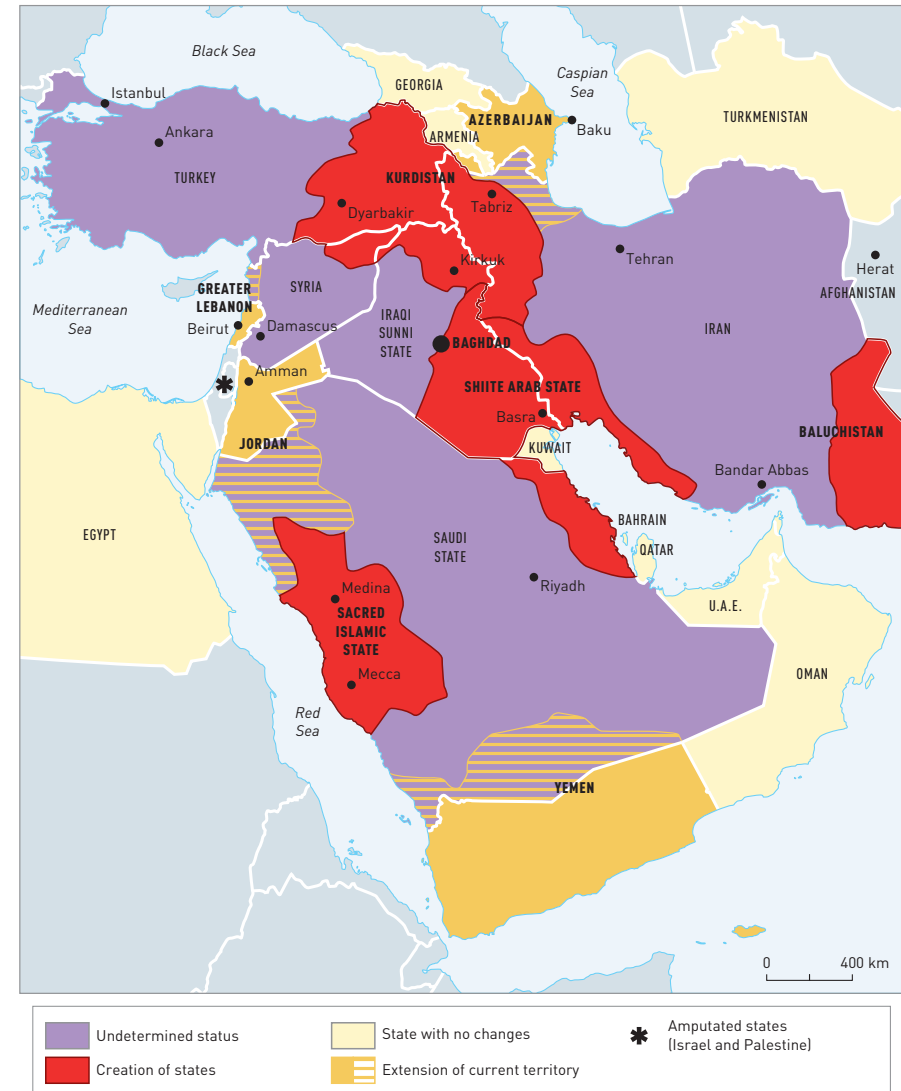 Black Sea
Caspian
Sea
Istanbul
GEORGIA
TURKMENISTAN
Ankara
ARMENIA
AZERBAIJAN
Baku
TURKEY
KURDISTAN
Dyarbakir
Tabriz
Tehran
Herat
Kirkuk
AFGHANISTAN
GREATER
LEBANON
SYRIA
Mediterranean
Sea
Beirut
Damascus
IRAQI
SUNNI
STATE
BAGHDAD
IRAN
Amman
SHIITE ARAB STATE
Basra
BALUCHISTAN
JORDAN
KUWAIT
Bandar Abbas
EGYPT
SAUDI
STATE
BAHRAIN
QATAR
Riyadh
U.A.E.
Medina
SACRED
ISLAMIC
STATE
Mecca
OMAN
Red
Sea
YEMEN
0 400 km
Undetermined status
State with no changes
Amputated states
(Israel and Palestine)
Creation of states
Extension of current territory